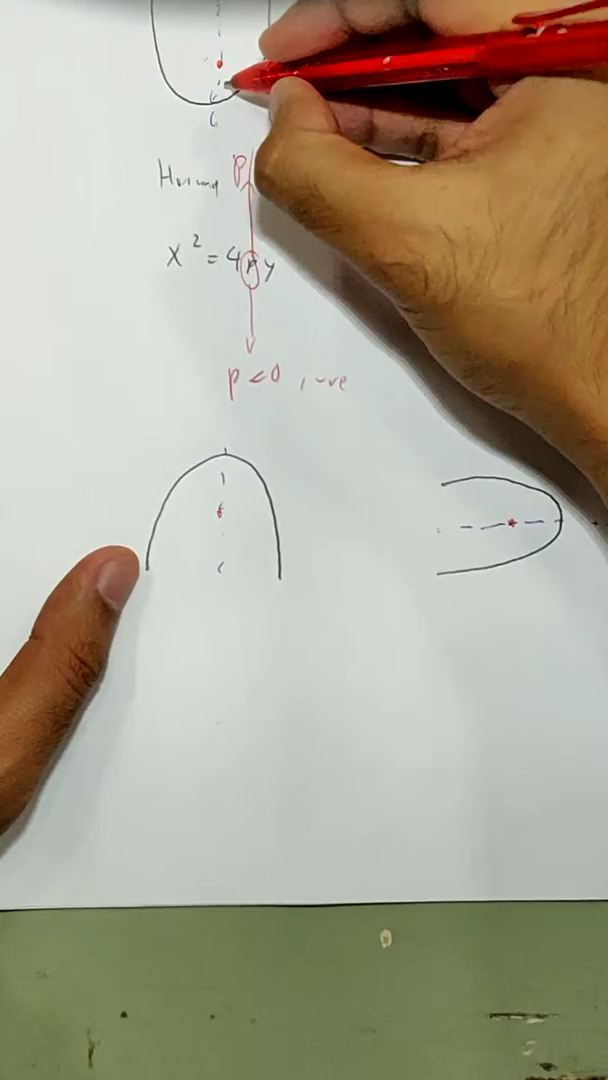 P
x² = 4py
p<0, -ve